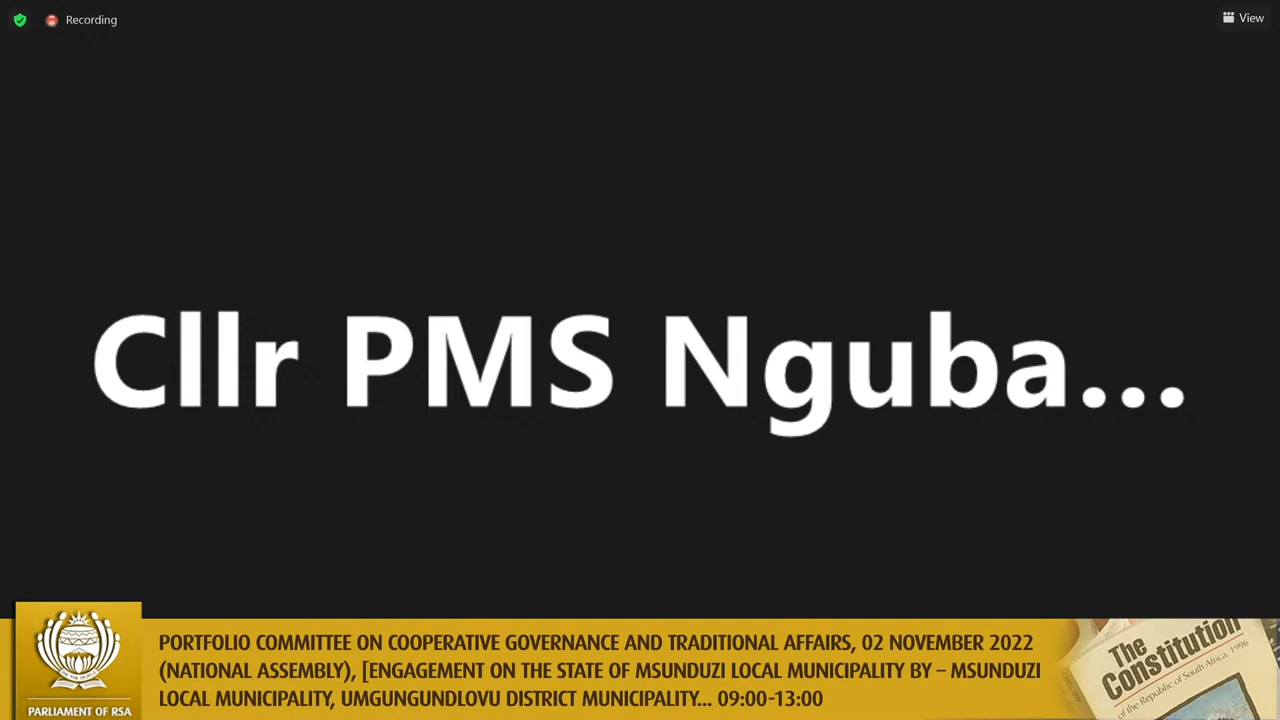 Recording
View
Cllr PMS Nguba...
PORTFOLIO COMMITTEE ON COOPERATIVE GOVERNANCE AND TRADITIONAL AFFAIRS, 02 NOVEMBER 2022
(NATIONAL ASSEMBLY), [ENGAGEMENT ON THE STATE OF MSUNDUZI LOCAL MUNICIPALITY BY – MSUNDUZI
LOCAL MUNICIPALITY, UMGUNGUNDLOVU DISTRICT MUNICIPALITY... 09:00-13:00
PARLIAMENT OF RSA
The
Constitution
of the Republic of South Africa, 1996